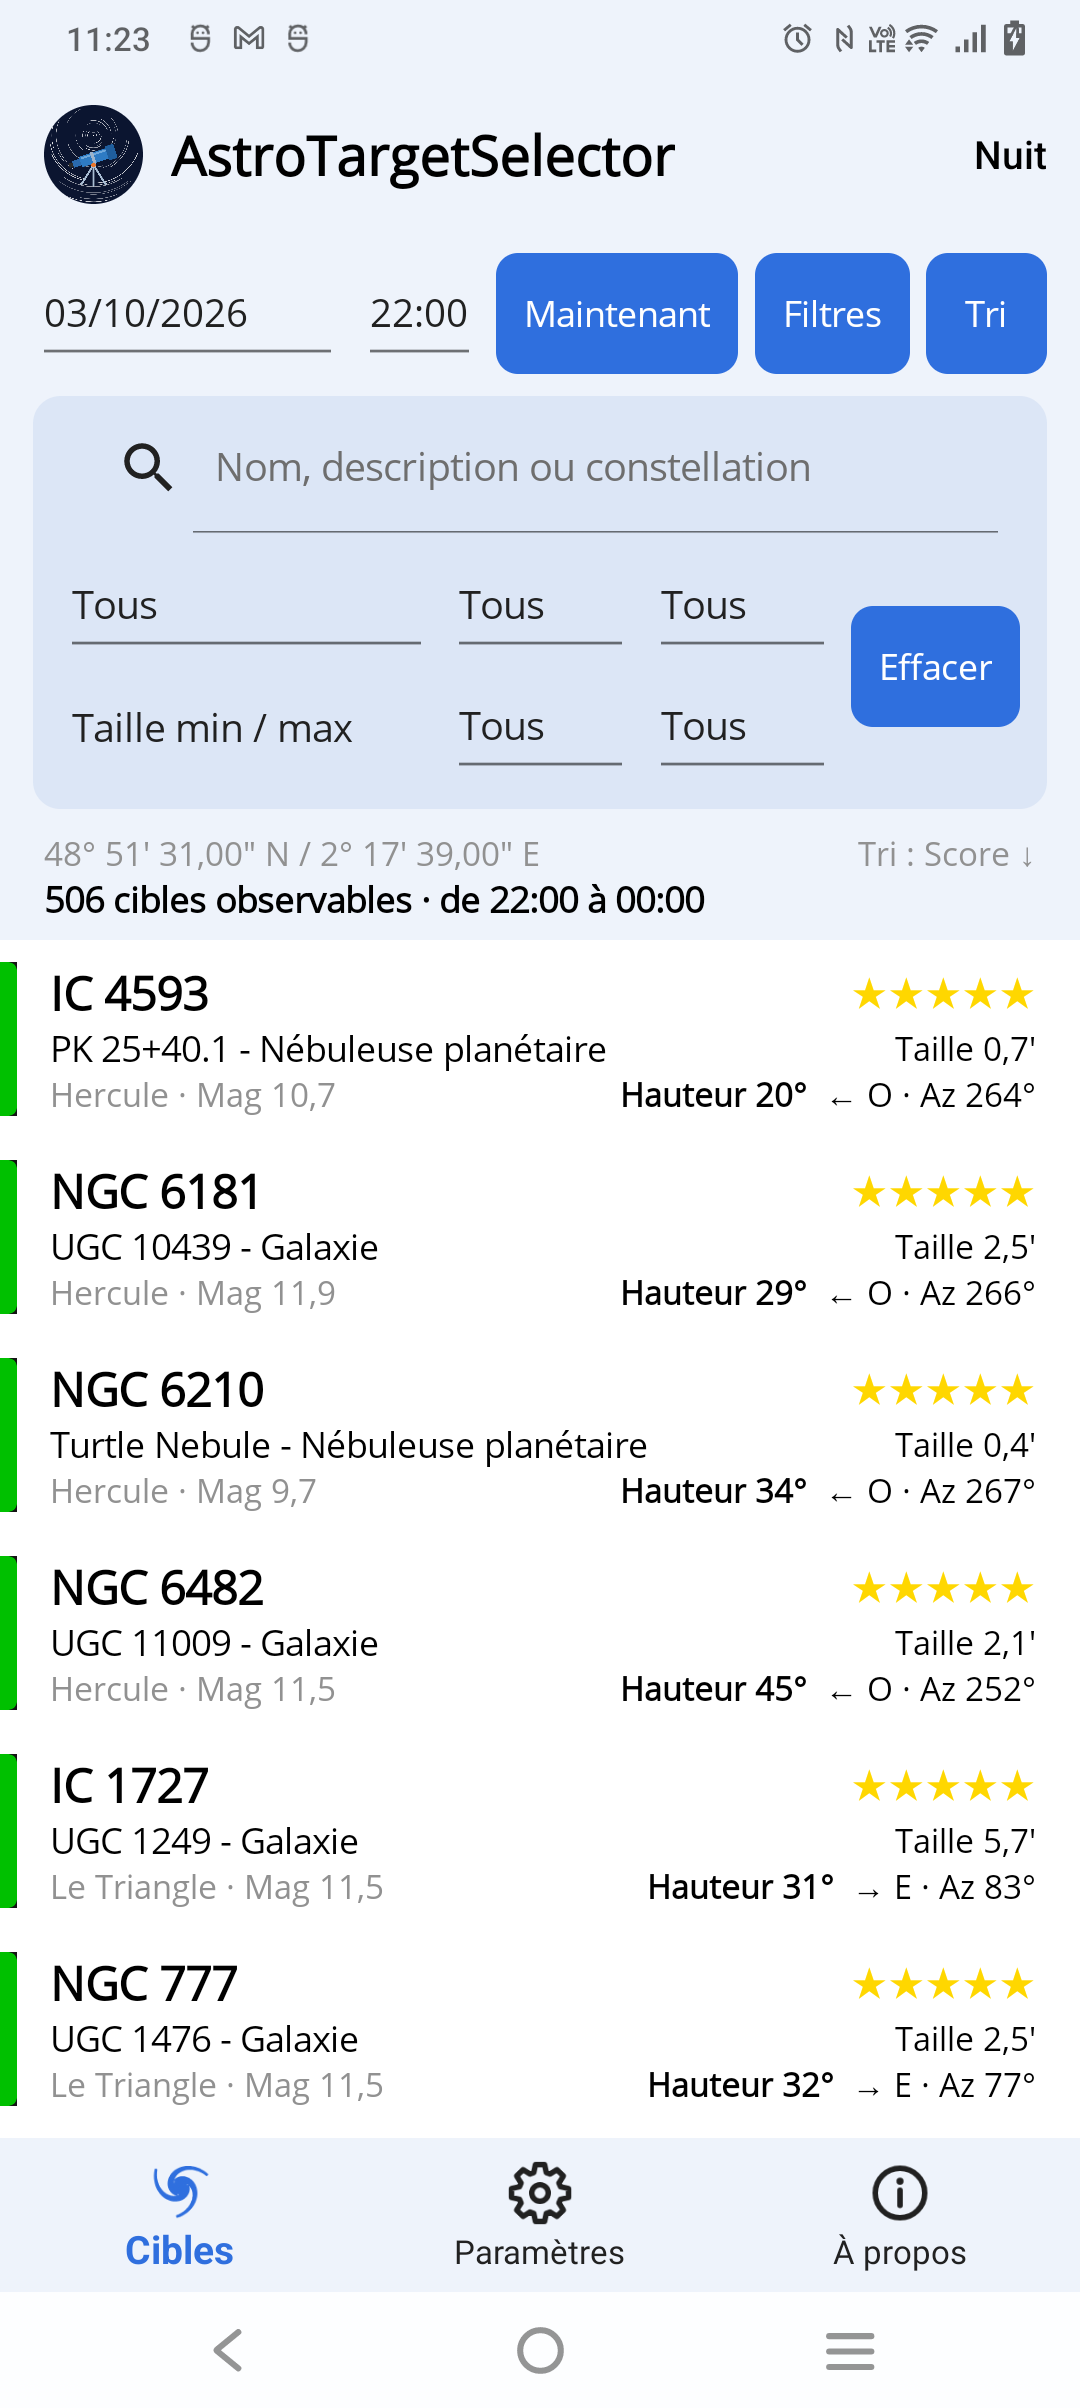 11:23
AstroTargetSelector
Nuit
03/10/2026 22:00 Maintenant Filtres Tri
Nom, description ou constellation
Tous Tous Tous
Effacer
Taille min / max Tous Tous
48° 51' 31,00" N / 2° 17' 39,00" E Tri : Score ↓
506 cibles observables · de 22:00 à 00:00
IC 4593 ★★★★★
PK 25+40.1 - Nébuleuse planétaire Taille 0,7'
Hercule · Mag 10,7 Hauteur 20° ← O · Az 264°
NGC 6181 ★★★★★
UGC 10439 - Galaxie Taille 2,5'
Hercule · Mag 11,9 Hauteur 29° ← O · Az 266°
NGC 6210 ★★★★★
Turtle Nebule - Nébuleuse planétaire Taille 0,4'
Hercule · Mag 9,7 Hauteur 34° ← O · Az 267°
NGC 6482 ★★★★★
UGC 11009 - Galaxie Taille 2,1'
Hercule · Mag 11,5 Hauteur 45° ← O · Az 252°
IC 1727 ★★★★★
UGC 1249 - Galaxie Taille 5,7'
Le Triangle · Mag 11,5 Hauteur 31° → E · Az 83°
NGC 777 ★★★★★
UGC 1476 - Galaxie Taille 2,5'
Le Triangle · Mag 11,5 Hauteur 32° → E · Az 77°
Cibles Paramètres À propos